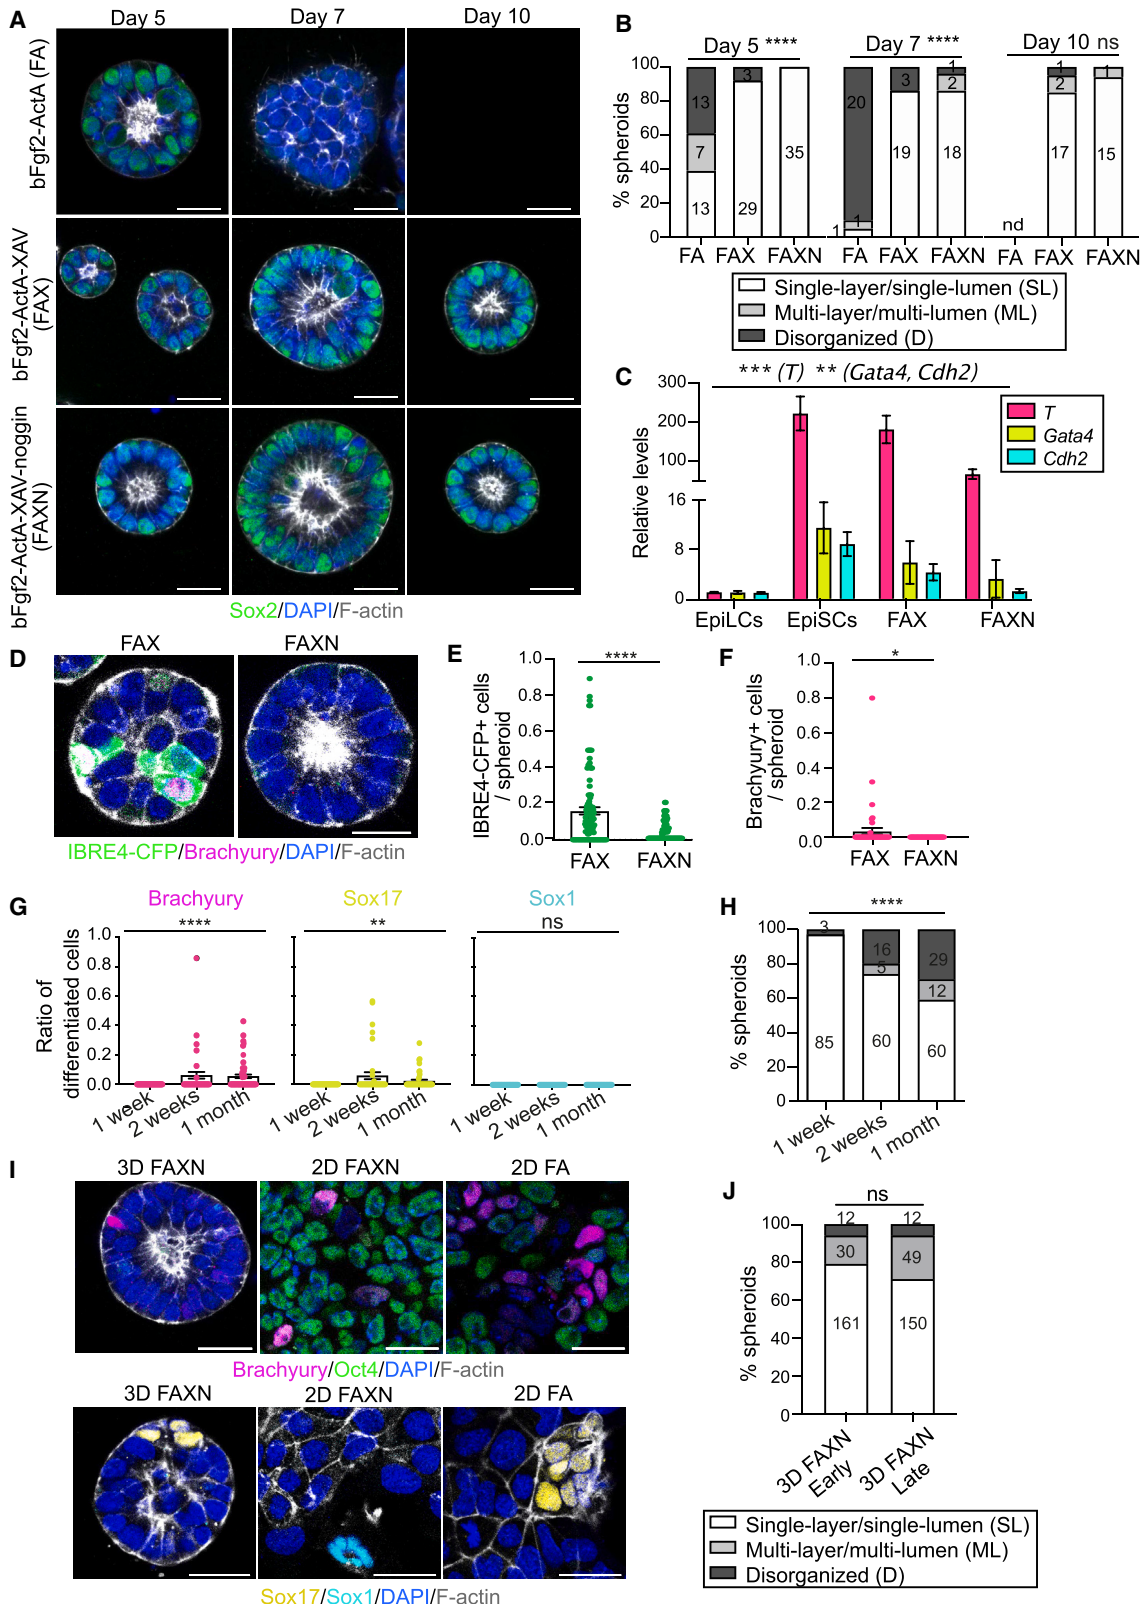 A
Day 5
Day 7
Day 10
bFgf2-ActA (FA)
bFgf2-ActA-XAV
(FAX)
bFgf2-ActA-XAV-noggin
(FAXN)
Sox2/DAPI/F-actin
B
Day 5 ****
Day 7 ****
Day 10 ns
% spheroids
100
80
60
40
20
0
13
7
13
3
29
35
20
1
1
3
19
1
2
18
nd
1
2
17
1
15
FA FAX FAXN
FA FAX FAXN
FA FAX FAXN
Single-layer/single-lumen (SL)
Multi-layer/multi-lumen (ML)
Disorganized (D)
C
*** (T) ** (Gata4, Cdh2)
Relative levels
300
200
100
16
8
0
T
Gata4
Cdh2
EpiLCs
EpiSCs
FAX
FAXN
D
FAX
FAXN
IBRE4-CFP/Brachyury/DAPI/F-actin
E
****
IBRE4-CFP+ cells
/ spheroid
1.0
0.8
0.6
0.4
0.2
0.0
FAX
FAXN
F
*
Brachyury+ cells
/ spheroid
1.0
0.8
0.6
0.4
0.2
0.0
FAX
FAXN
G
Brachyury
Sox17
Sox1
****
**
ns
Ratio of
differentiated cells
1.0
0.8
0.6
0.4
0.2
0.0
1 week
2 weeks
1 month
1 week
2 weeks
1 month
1 week
2 weeks
1 month
H
****
% spheroids
100
80
60
40
20
0
3
85
16
5
60
29
12
60
1 week
2 weeks
1 month
I
3D FAXN
2D FAXN
2D FA
Brachyury/Oct4/DAPI/F-actin
3D FAXN
2D FAXN
2D FA
Sox17/Sox1/DAPI/F-actin
J
ns
% spheroids
100
80
60
40
20
0
12
30
161
12
49
150
3D FAXN
Early
3D FAXN
Late
Single-layer/single-lumen (SL)
Multi-layer/multi-lumen (ML)
Disorganized (D)